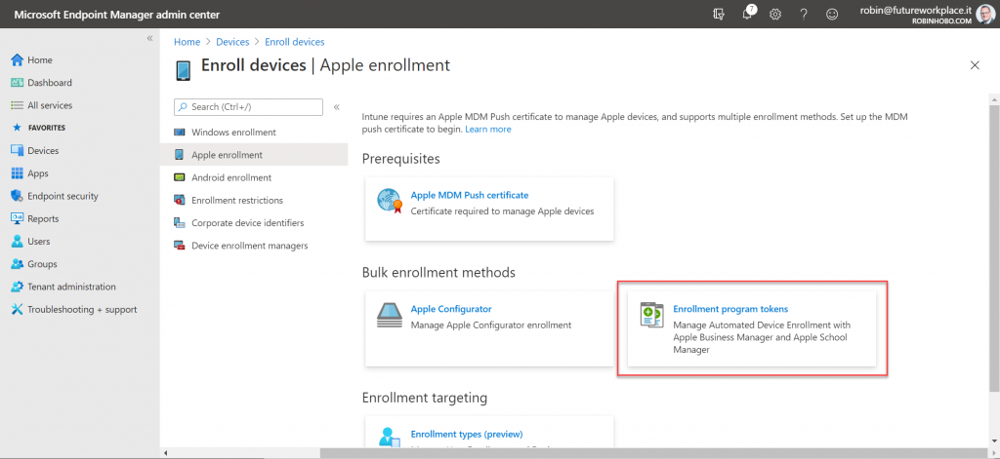 Microsoft Endpoint Manager admin center
7
robin@futureworkplace.it
ROBINHOBO.COM
Home
Dashboard
All services
FAVORITES
Devices
Apps
Endpoint security
Reports
Users
Groups
Tenant administration
Troubleshooting + support
Home > Devices > Enroll devices
Enroll devices | Apple enrollment
Search (Ctrl+/)
Windows enrollment
Apple enrollment
Android enrollment
Enrollment restrictions
Corporate device identifiers
Device enrollment managers
Intune requires an Apple MDM Push certificate to manage Apple devices, and supports multiple enrollment methods. Set up the MDM
push certificate to begin. Learn more
Prerequisites
Apple MDM Push certificate
Certificate required to manage Apple devices
Bulk enrollment methods
Apple Configurator
Manage Apple Configurator enrollment
Enrollment program tokens
Manage Automated Device Enrollment with
Apple Business Manager and Apple School
Manager
Enrollment targeting
Enrollment types (preview)